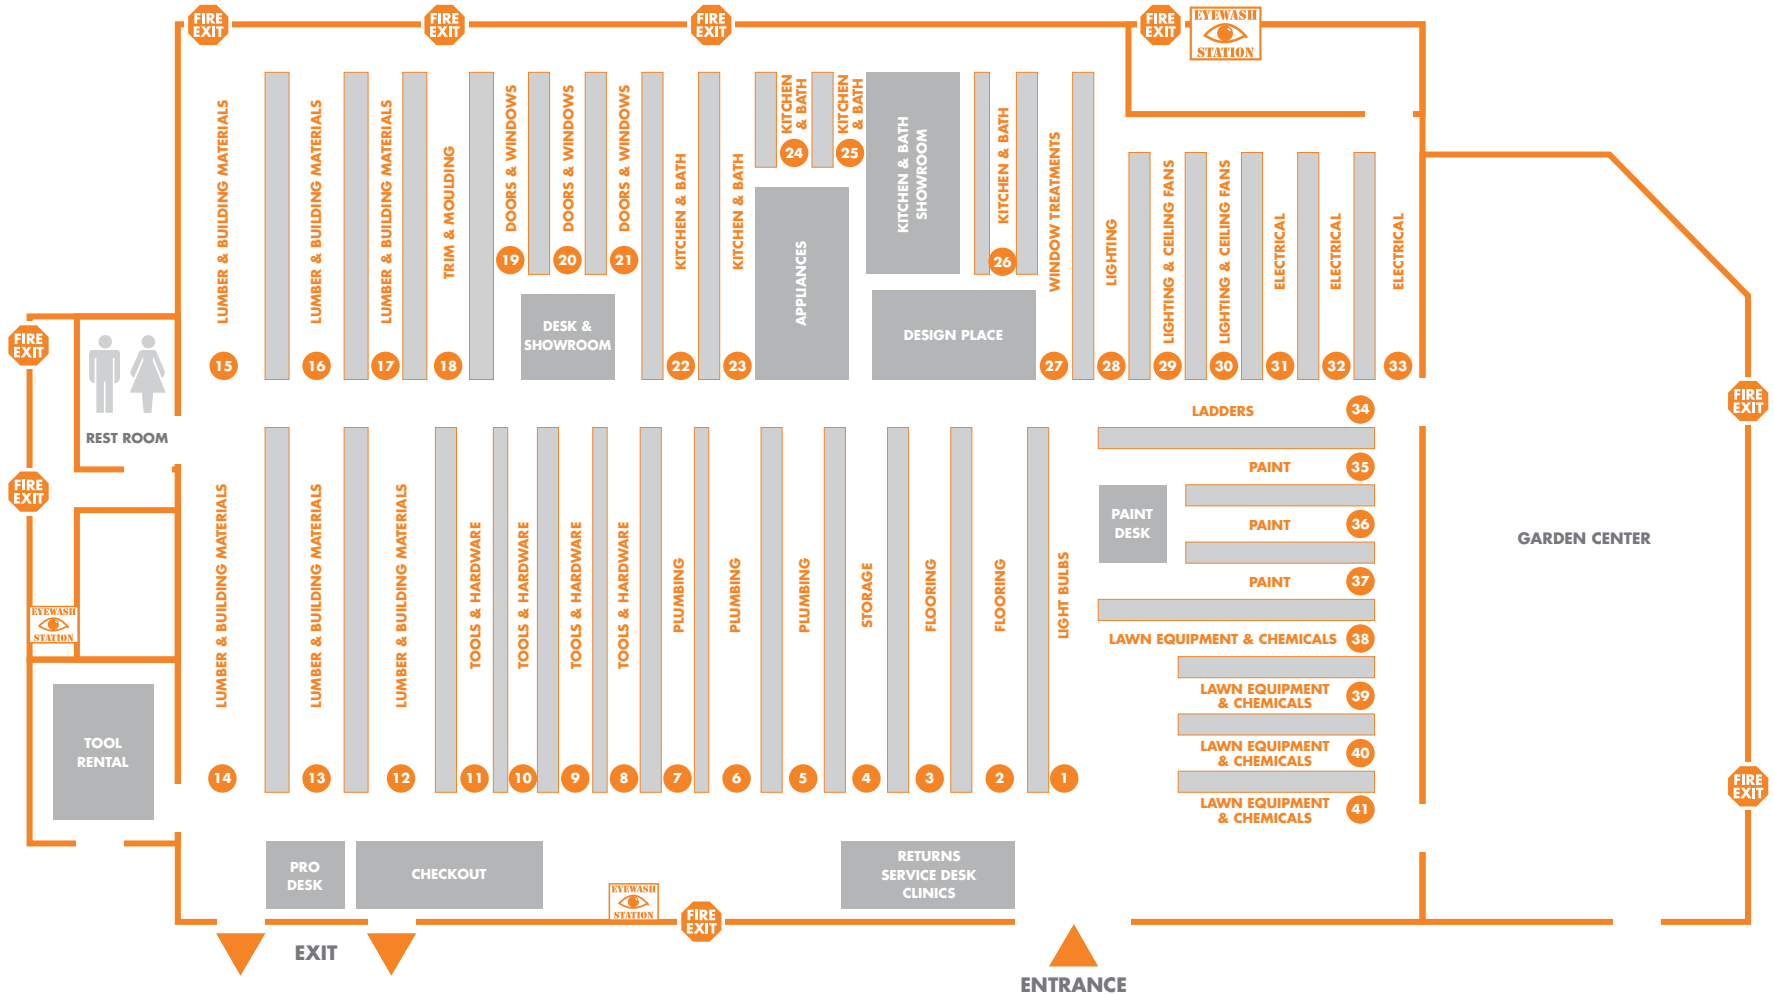 FIRE
EXIT
FIRE
EXIT
FIRE
EXIT
FIRE
EXIT
EYEWASH
STATION
LUMBER & BUILDING MATERIALS
15
LUMBER & BUILDING MATERIALS
16
LUMBER & BUILDING MATERIALS
17
TRIM & MOULDING
18
DOORS & WINDOWS
19
DOORS & WINDOWS
20
DOORS & WINDOWS
21
DESK &
SHOWROOM
KITCHEN & BATH
22
KITCHEN & BATH
23
KITCHEN
& BATH
24
KITCHEN
& BATH
25
APPLIANCES
KITCHEN & BATH
SHOWROOM
DESIGN PLACE
KITCHEN & BATH
26
WINDOW TREATMENTS
27
LIGHTING
28
LIGHTING & CEILING FANS
29
LIGHTING & CEILING FANS
30
ELECTRICAL
31
ELECTRICAL
32
ELECTRICAL
33
FIRE
EXIT
REST ROOM
FIRE
EXIT
EYEWASH
STATION
TOOL
RENTAL
LUMBER & BUILDING MATERIALS
14
LUMBER & BUILDING MATERIALS
13
LUMBER & BUILDING MATERIALS
12
TOOLS & HARDWARE
11
TOOLS & HARDWARE
10
TOOLS & HARDWARE
9
TOOLS & HARDWARE
8
PLUMBING
7
PLUMBING
6
PLUMBING
5
STORAGE
4
FLOORING
3
FLOORING
2
LIGHT BULBS
1
LADDERS 34
PAINT 35
PAINT
DESK
PAINT 36
PAINT 37
LAWN EQUIPMENT & CHEMICALS 38
LAWN EQUIPMENT
& CHEMICALS
39
LAWN EQUIPMENT
& CHEMICALS
40
LAWN EQUIPMENT
& CHEMICALS
41
GARDEN CENTER
FIRE
EXIT
FIRE
EXIT
PRO
DESK
CHECKOUT
EYEWASH
STATION
FIRE
EXIT
RETURNS
SERVICE DESK
CLINICS
EXIT
ENTRANCE